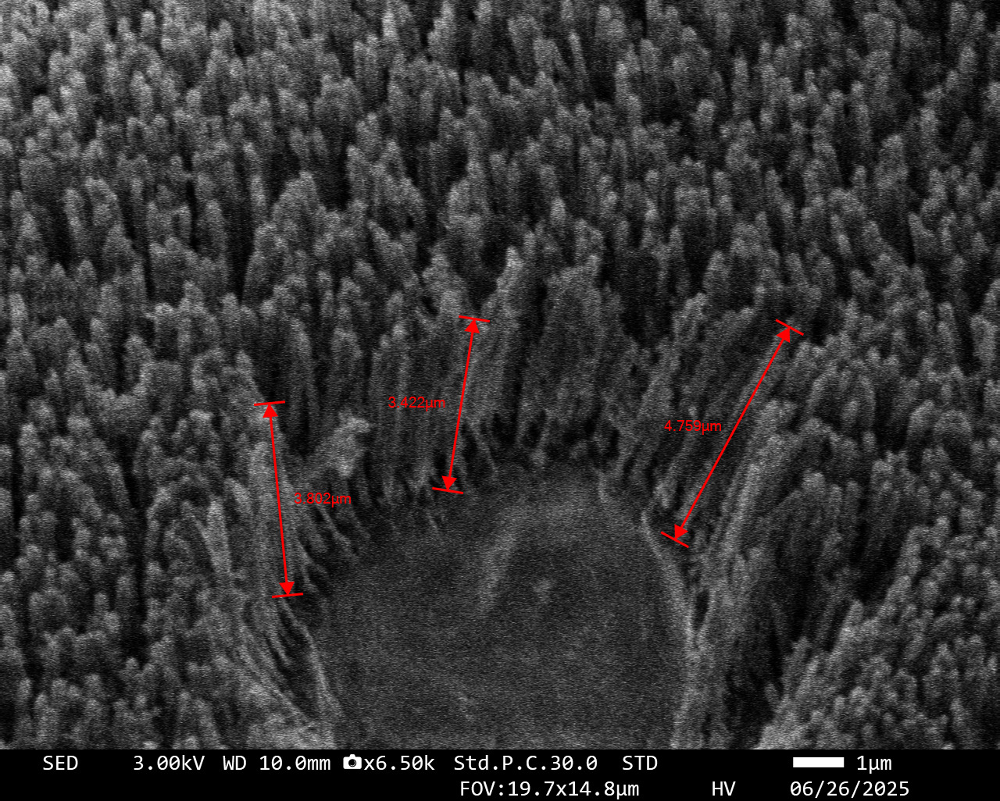 3.422µm
4.759µm
3.802µm
SED 3.00kV WD 10.0mm x6.50k Std.P.C.30.0 STD 1µm
FOV:19.7x14.8µm HV 06/26/2025